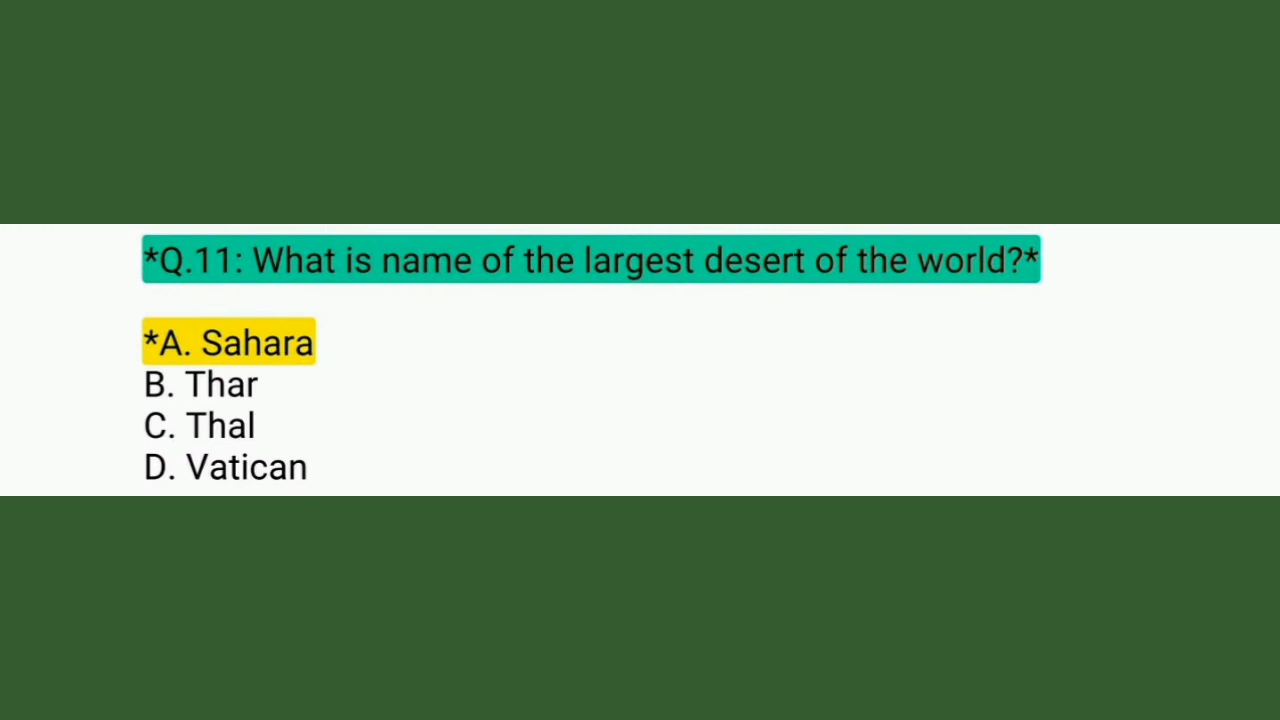 *Q.11: What is name of the largest desert of the world?*
*A. Sahara
B. Thar
C. Thal
D. Vatican